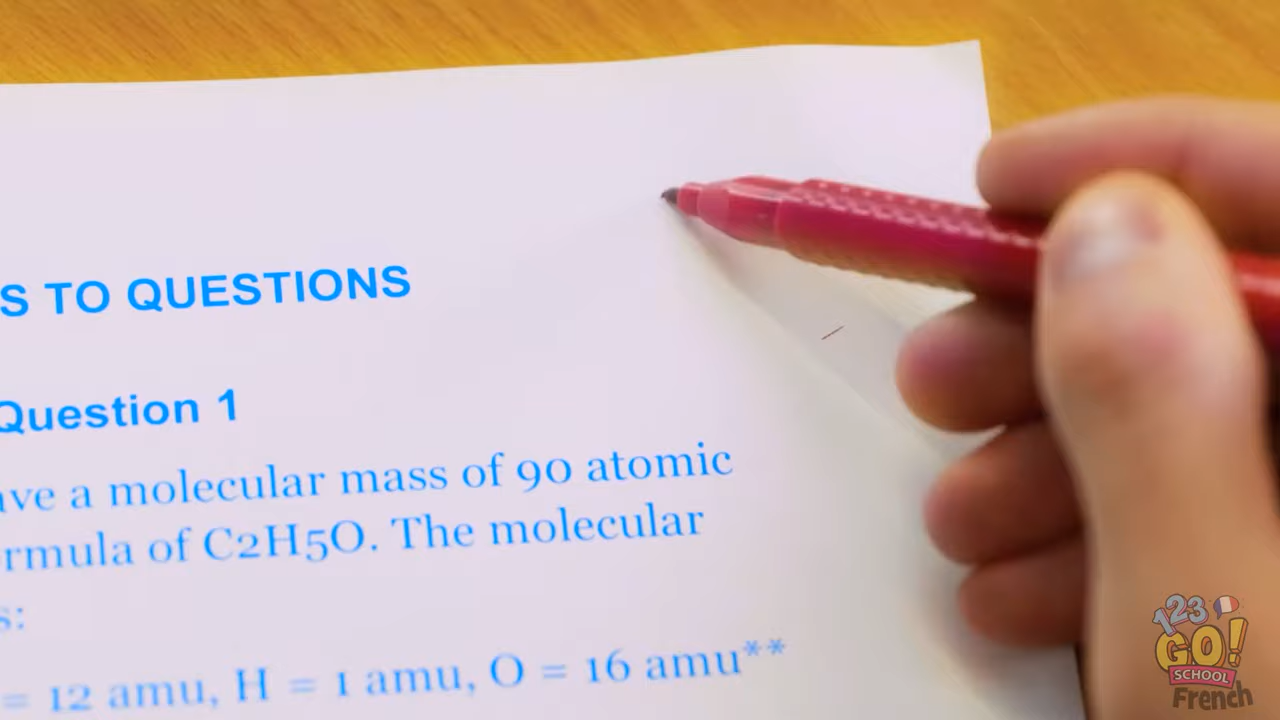 S TO QUESTIONS
Question 1
ave a molecular mass of 90 atomic
ormula of C2H5O. The molecular
s:
= 12 amu, H = 1 amu, O = 16 amu**
123
GO!
SCHOOL
French